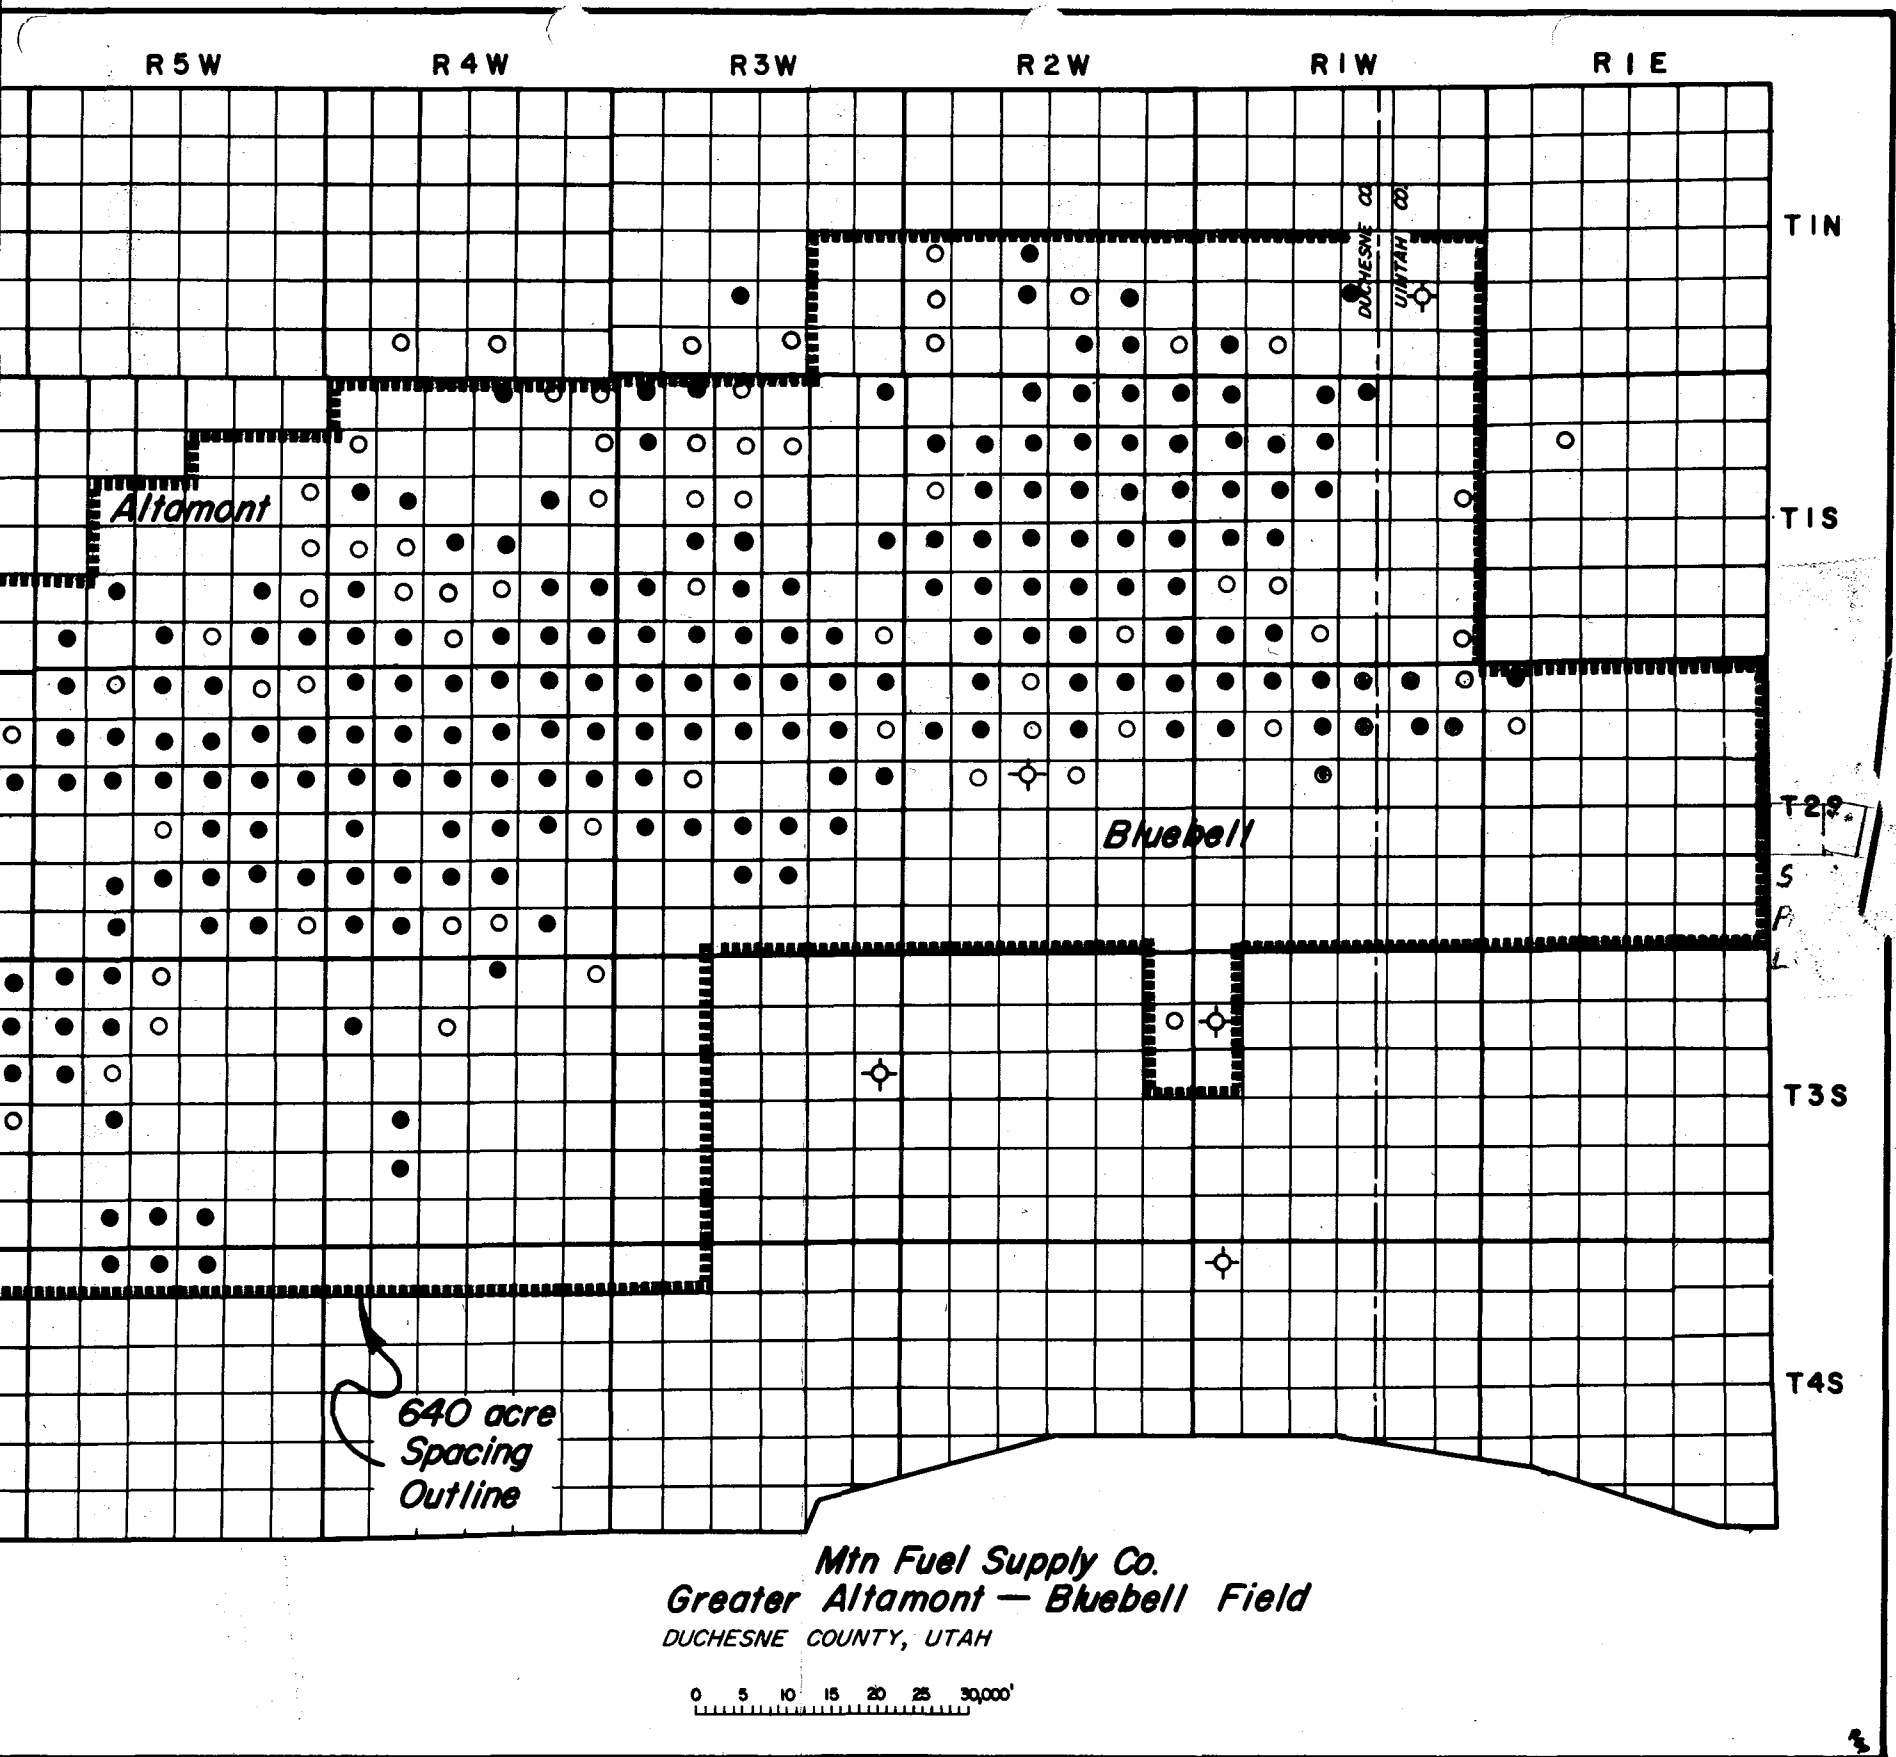 R5W R4W R3W R2W R1W R1E
DUCHESNE CO.
UINTAH CO.
T1N
Altamont
T1S
T2S
Bluebell
S
P
L
T3S
T4S
640 acre
Spacing
Outline
Mtn Fuel Supply Co.
Greater Altamont — Bluebell Field
DUCHESNE COUNTY, UTAH
0 5 10 15 20 25 30,000'